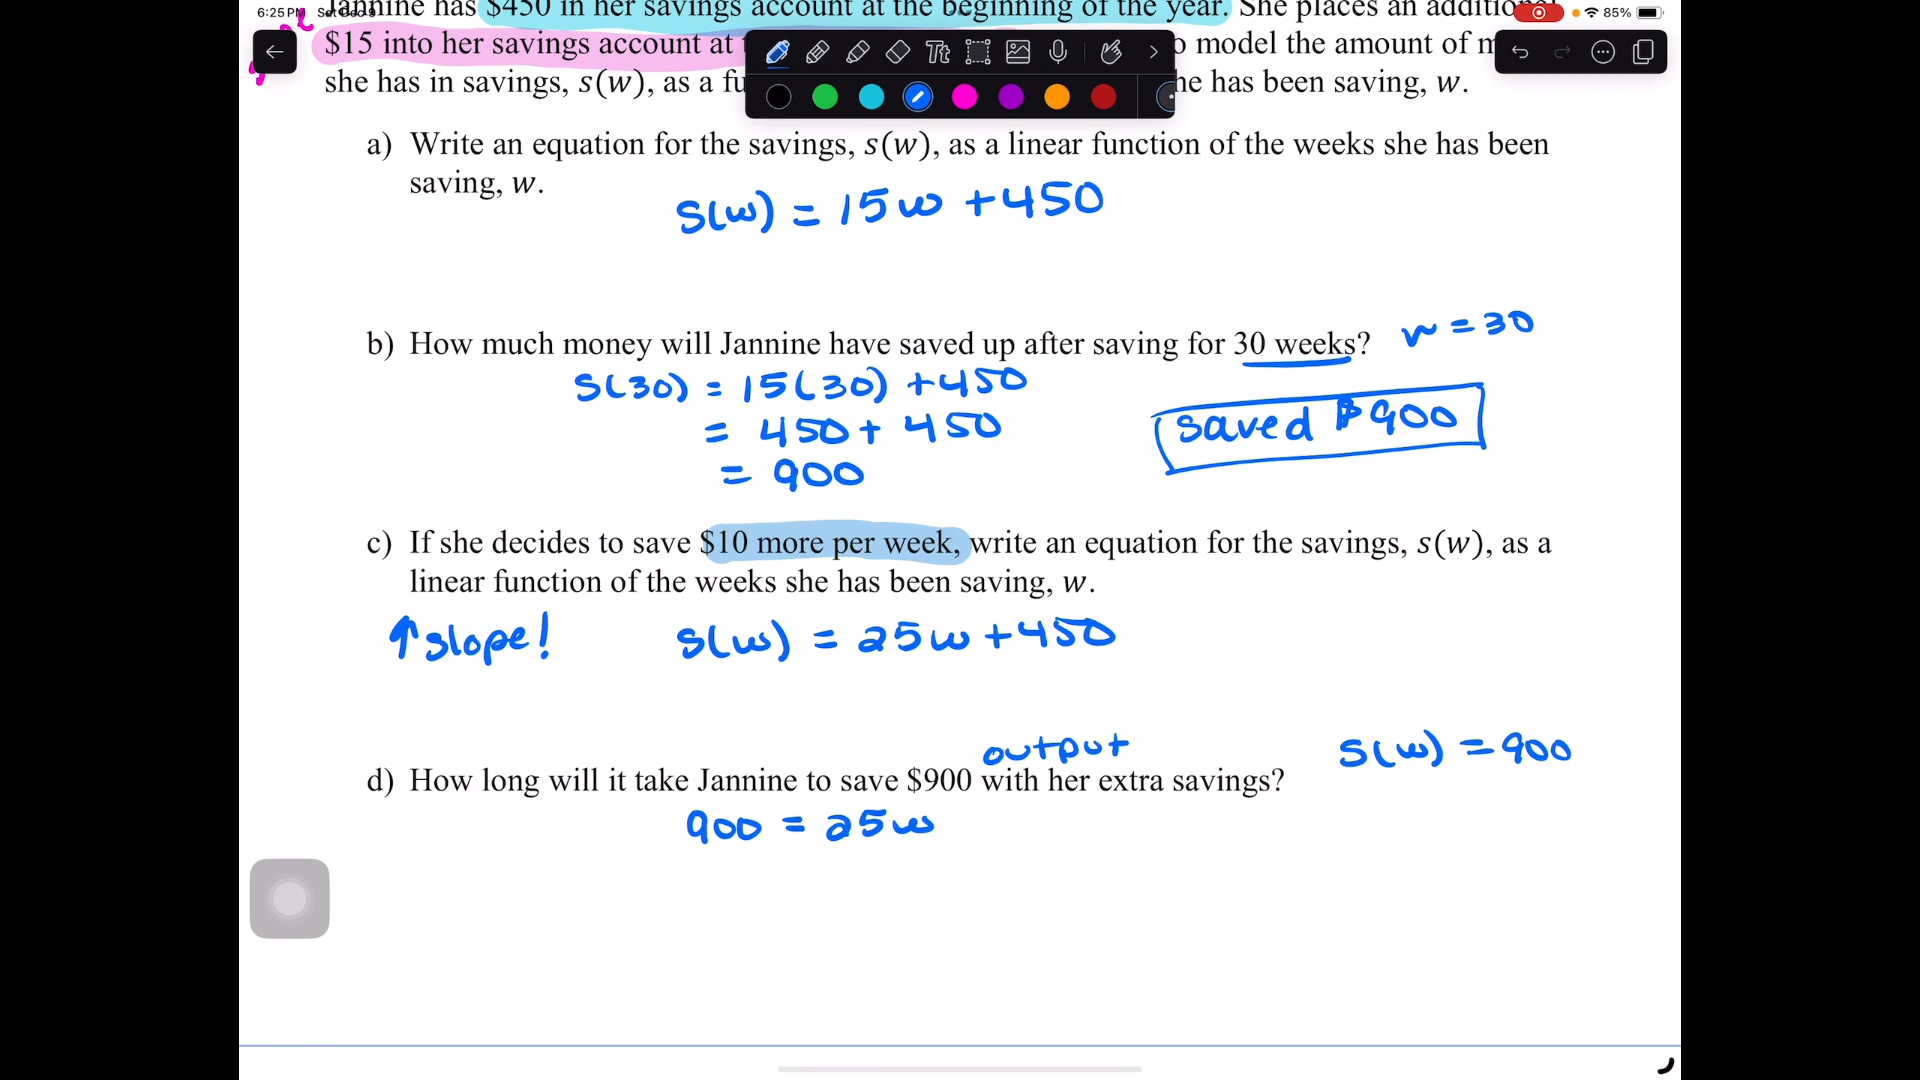 6:25 PM Sat Dec 85%
Jannine has $450 in her savings account at the beginning of the year. She places an
$15 into her savings account at
o model the amount of m
she has in savings, s(w), as a fu
he has been saving, w.
a) Write an equation for the savings, s(w), as a linear function of the weeks she has been
saving, w.
s(w) = 15w + 450
b) How much money will Jannine have saved up after saving for 30 weeks? w = 30
s(30) = 15(30) + 450
= 450 + 450
= 900
saved $900
c) If she decides to save $10 more per week, write an equation for the savings, s(w), as a
linear function of the weeks she has been saving, w.
↑ slope! s(w) = 25w + 450
output s(w) = 900
d) How long will it take Jannine to save $900 with her extra savings?
900 = 25w